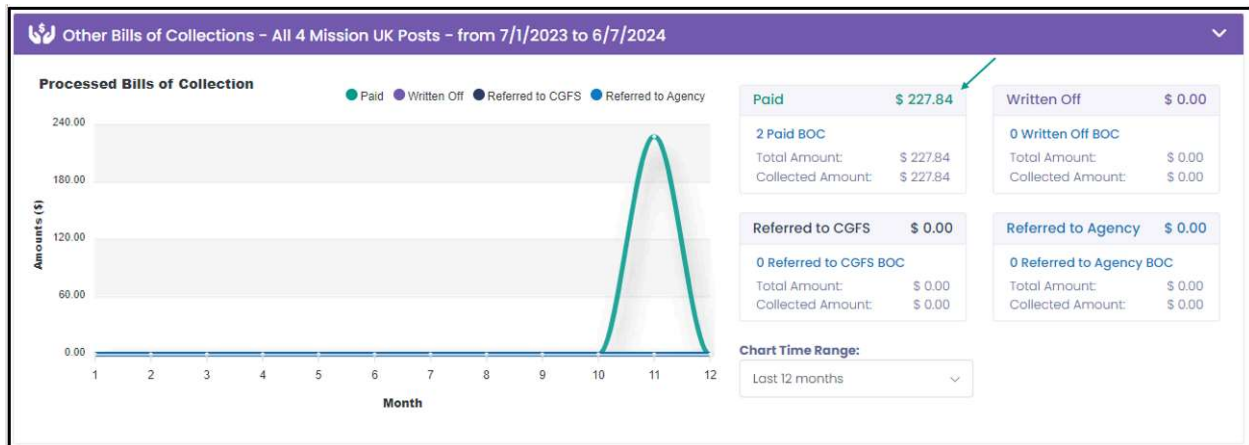 Other Bills of Collections - All 4 Mission UK Posts - from 7/1/2023 to 6/7/2024
Processed Bills of Collection
Paid Written Off Referred to CGFS Referred to Agency
240.00
180.00
120.00
60.00
0.00
Amounts ($)
1 2 3 4 5 6 7 8 9 10 11 12
Month
Paid $ 227.84
2 Paid BOC
Total Amount: $ 227.84
Collected Amount: $ 227.84
Written Off $ 0.00
0 Written Off BOC
Total Amount: $ 0.00
Collected Amount: $ 0.00
Referred to CGFS $ 0.00
0 Referred to CGFS BOC
Total Amount: $ 0.00
Collected Amount: $ 0.00
Referred to Agency $ 0.00
0 Referred to Agency BOC
Total Amount: $ 0.00
Collected Amount: $ 0.00
Chart Time Range:
Last 12 months